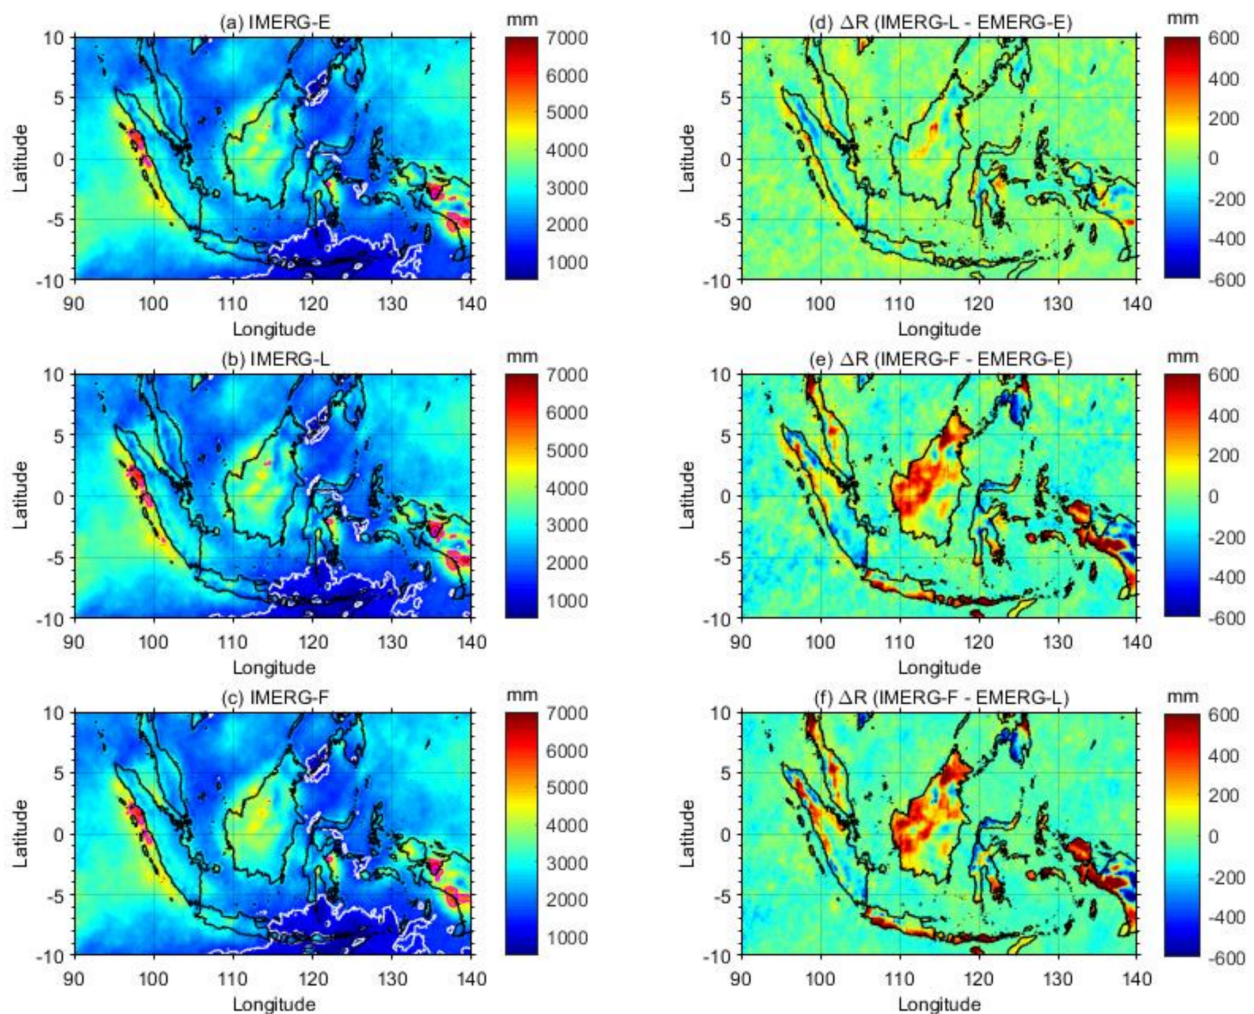 (a) IMERG-E
mm
Latitude
10
5
0
-5
-10
90 100 110 120 130 140
Longitude
7000
6000
5000
4000
3000
2000
1000
(d) ΔR (IMERG-L - EMERG-E)
mm
Latitude
10
5
0
-5
-10
90 100 110 120 130 140
Longitude
600
400
200
0
-200
-400
-600
(b) IMERG-L
mm
Latitude
10
5
0
-5
-10
90 100 110 120 130 140
Longitude
7000
6000
5000
4000
3000
2000
1000
(e) ΔR (IMERG-F - EMERG-E)
mm
Latitude
10
5
0
-5
-10
90 100 110 120 130 140
Longitude
600
400
200
0
-200
-400
-600
(c) IMERG-F
mm
Latitude
10
5
0
-5
-10
90 100 110 120 130 140
Longitude
7000
6000
5000
4000
3000
2000
1000
(f) ΔR (IMERG-F - EMERG-L)
mm
Latitude
10
5
0
-5
-10
90 100 110 120 130 140
Longitude
600
400
200
0
-200
-400
-600